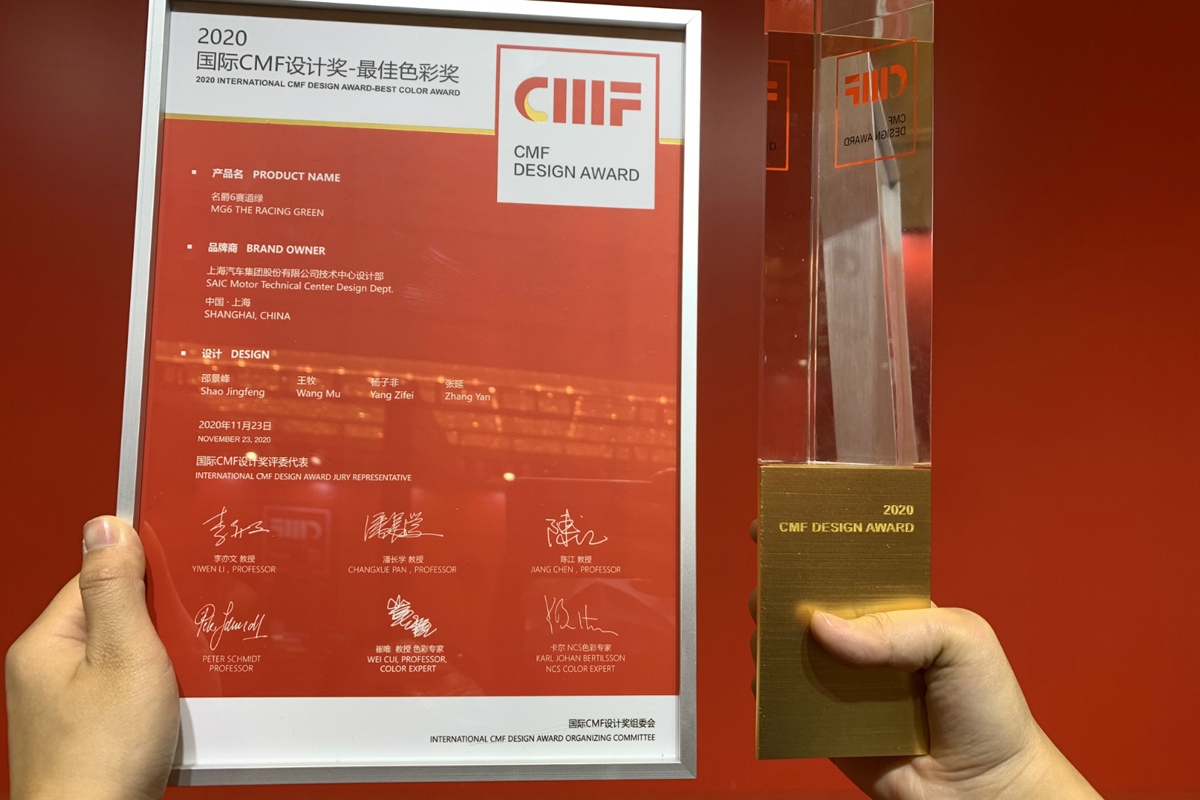 2020
国际CMF设计奖-最佳色彩奖
2020 INTERNATIONAL CMF DESIGN AWARD-BEST COLOR AWARD
CMF
CMF
DESIGN AWARD
产品名 PRODUCT NAME
名爵6赛道绿
MG6 THE RACING GREEN
品牌商 BRAND OWNER
上海汽车集团股份有限公司技术中心设计部
SAIC Motor Technical Center Design Dept.
中国·上海
SHANGHAI, CHINA
设计 DESIGN
邵景峰 王牧 杨子非 张延
Shao Jingfeng Wang Mu Yang Zifei Zhang Yan
2020年11月23日
NOVEMBER 23, 2020
国际CMF设计奖评委代表
INTERNATIONAL CMF DESIGN AWARD JURY REPRESENTATIVE
李亦文 教授 潘长学 教授 陈江 教授
YIWEN LI , PROFESSOR CHANGXUE PAN , PROFESSOR JIANG CHEN , PROFESSOR
Peter Schmidt
PETER SCHMIDT
PROFESSOR
崔唯 教授 色彩专家
WEI CUI, PROFESSOR,
COLOR EXPERT
卡尔 NCS色彩专家
KARL JOHAN BERTILSSON
NCS COLOR EXPERT
国际CMF设计奖组委会
INTERNATIONAL CMF DESIGN AWARD ORGANIZING COMMITTEE
CMF
CMF
DESIGN AWARD
2020
CMF DESIGN AWARD